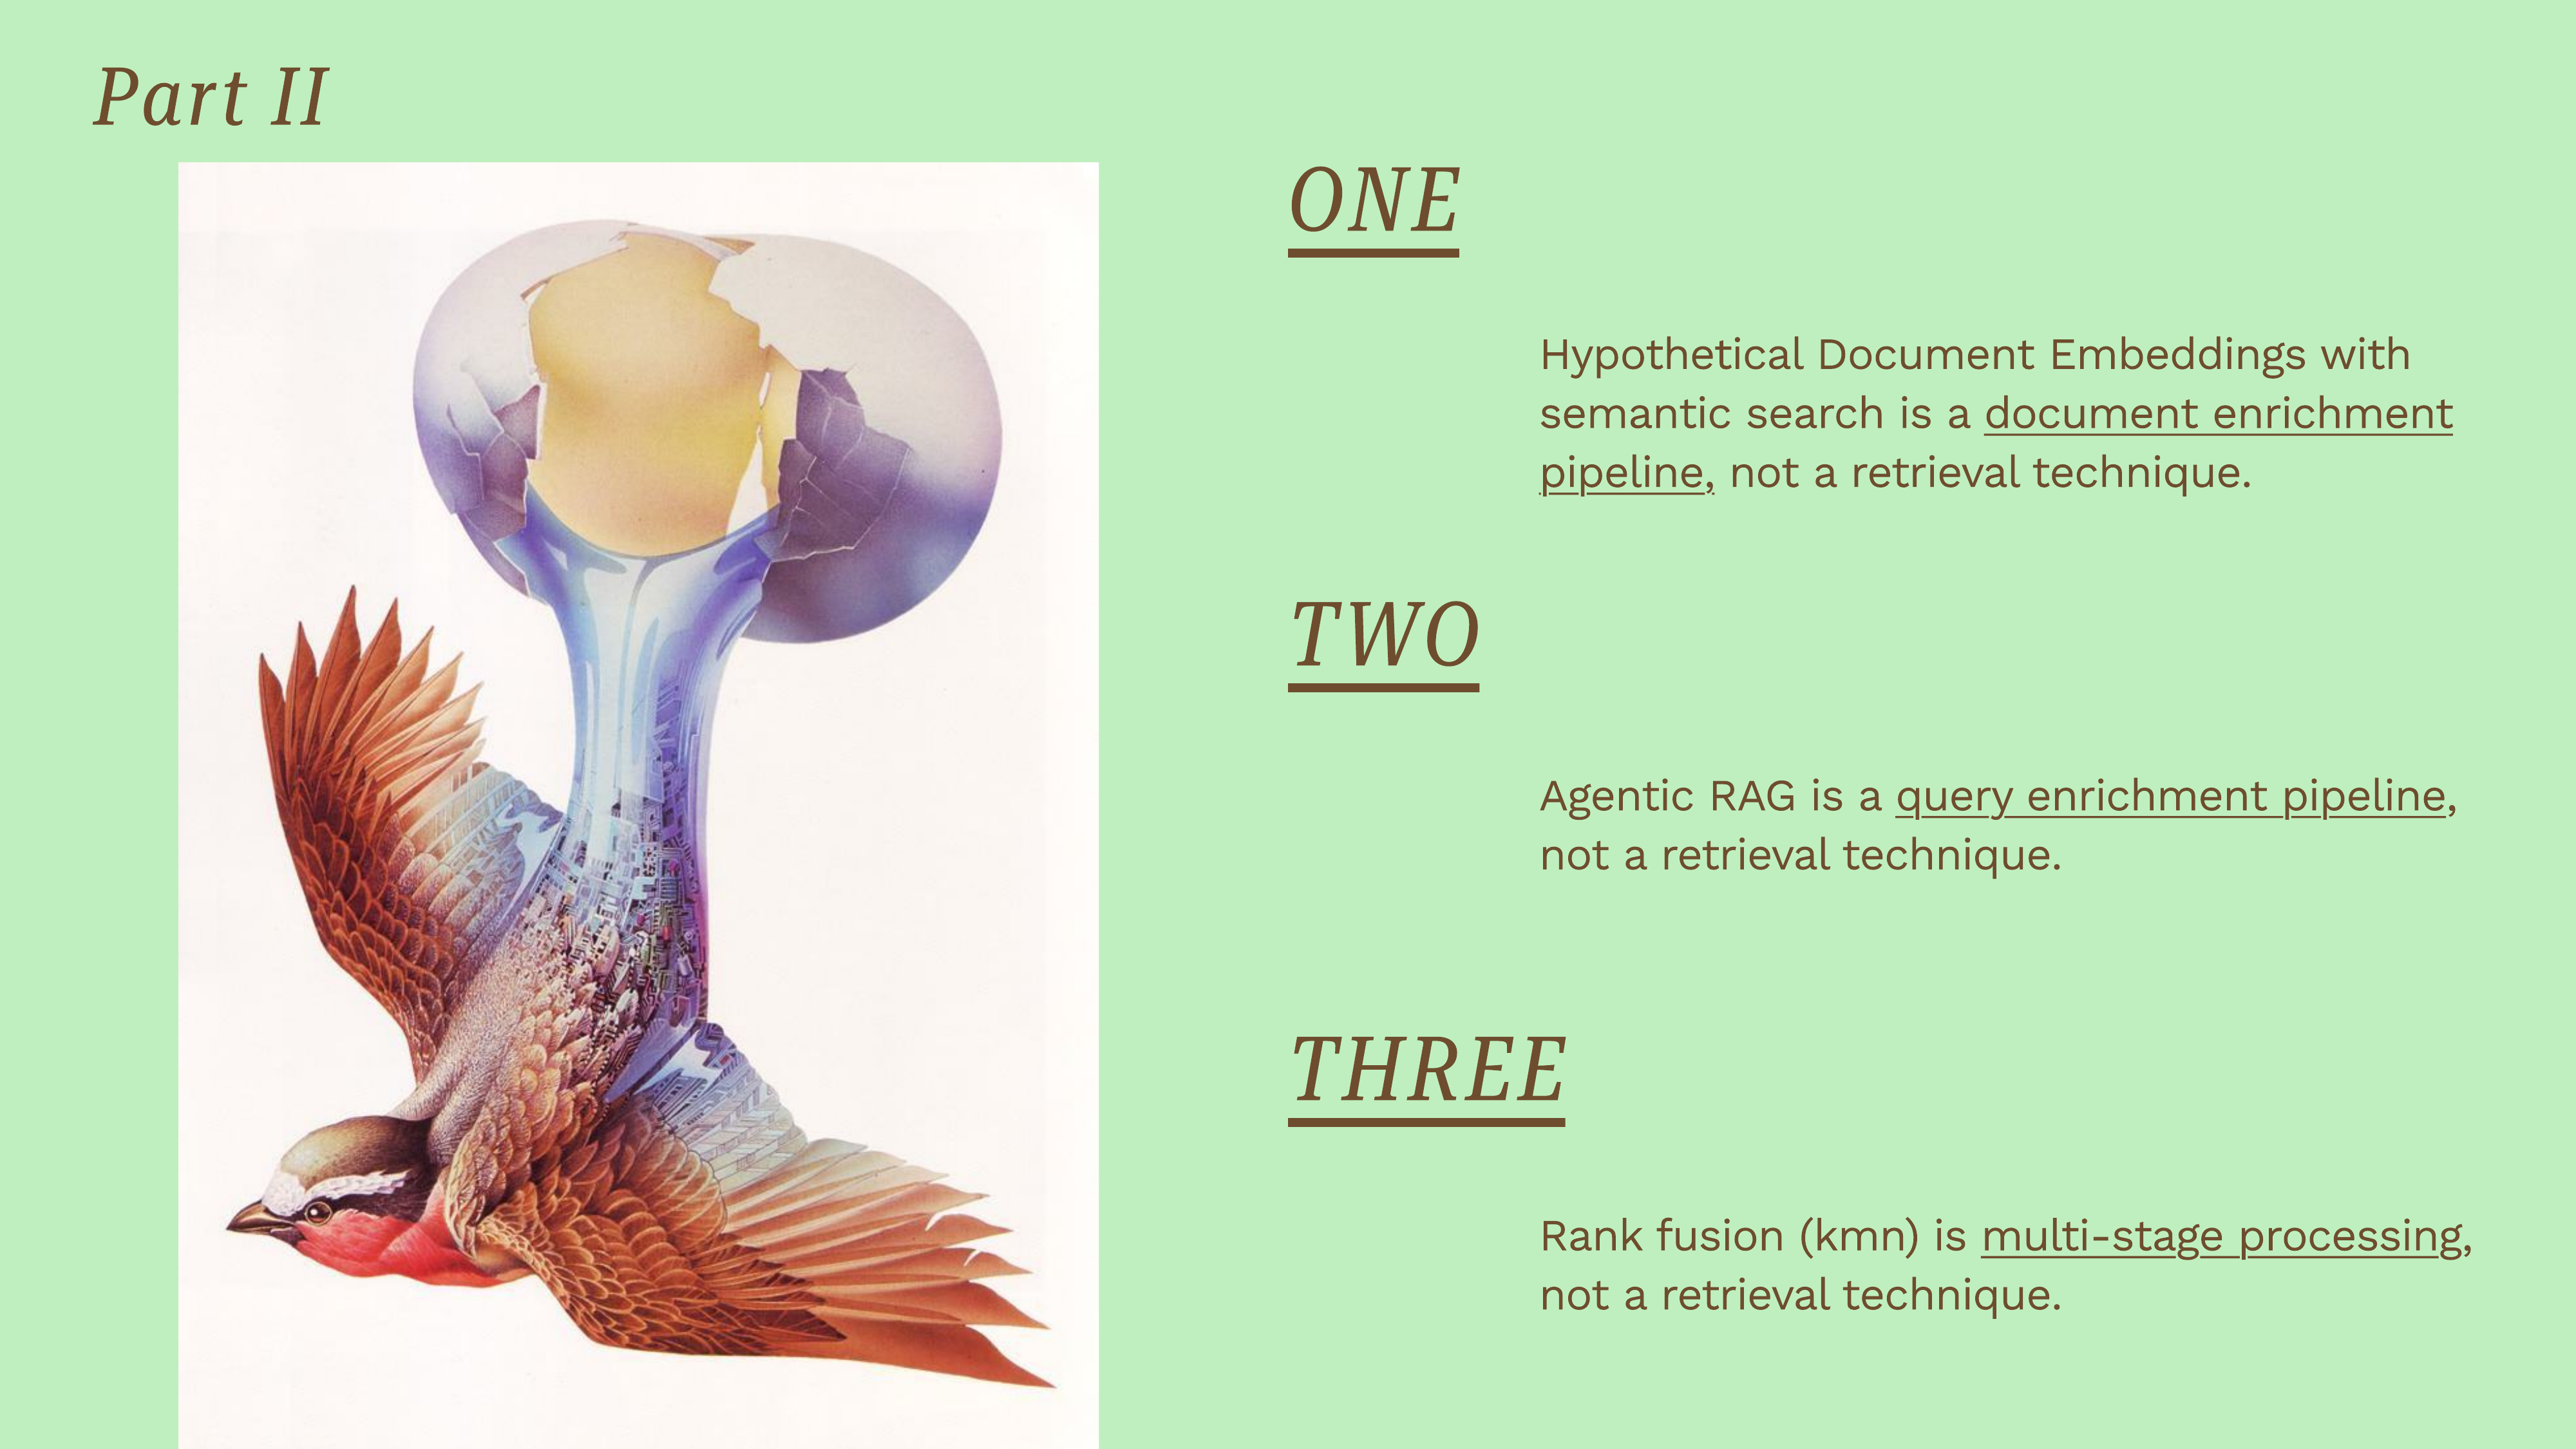 Part II
ONE
Hypothetical Document Embeddings with
semantic search is a document enrichment
pipeline, not a retrieval technique.
TWO
Agentic RAG is a query enrichment pipeline,
not a retrieval technique.
THREE
Rank fusion (kmn) is multi-stage processing,
not a retrieval technique.